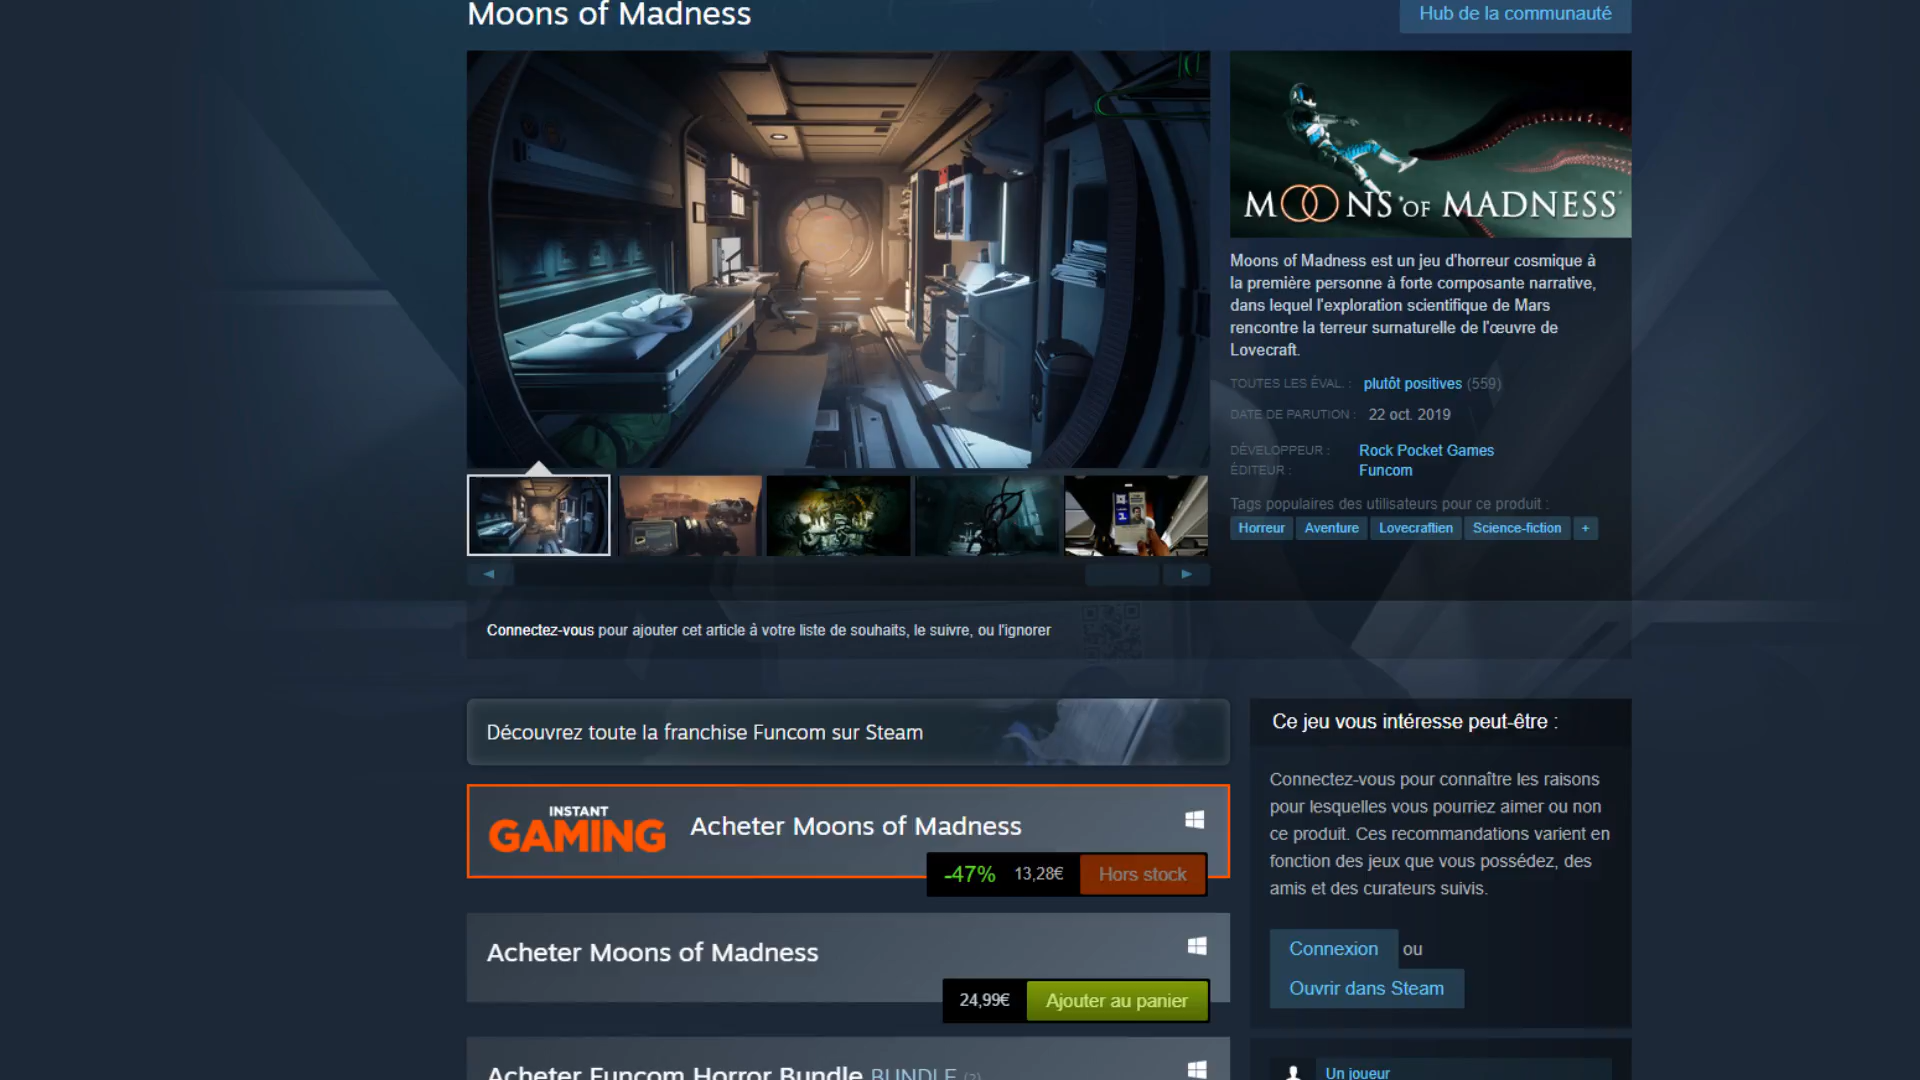 Moons of Madness
Hub de la communauté
MOONS OF MADNESS
Moons of Madness est un jeu d'horreur cosmique à
la première personne à forte composante narrative,
dans lequel l'exploration scientifique de Mars
rencontre la terreur surnaturelle de l'œuvre de
Lovecraft.
TOUTES LES ÉVAL. : plutôt positives (559)
DATE DE PARUTION : 22 oct. 2019
DÉVELOPPEUR : Rock Pocket Games
ÉDITEUR : Funcom
Tags populaires des utilisateurs pour ce produit :
Horreur Aventure Lovecraftien Science-fiction +
Connectez-vous pour ajouter cet article à votre liste de souhaits, le suivre, ou l'ignorer
Découvrez toute la franchise Funcom sur Steam
INSTANT
GAMING
Acheter Moons of Madness
-47% 13,28€ Hors stock
Acheter Moons of Madness
24,99€ Ajouter au panier
Acheter Funcom Horror Bundle BUNDLE (?)
Ce jeu vous intéresse peut-être :
Connectez-vous pour connaître les raisons
pour lesquelles vous pourriez aimer ou non
ce produit. Ces recommandations varient en
fonction des jeux que vous possédez, des
amis et des curateurs suivis.
Connexion ou
Ouvrir dans Steam
Un joueur